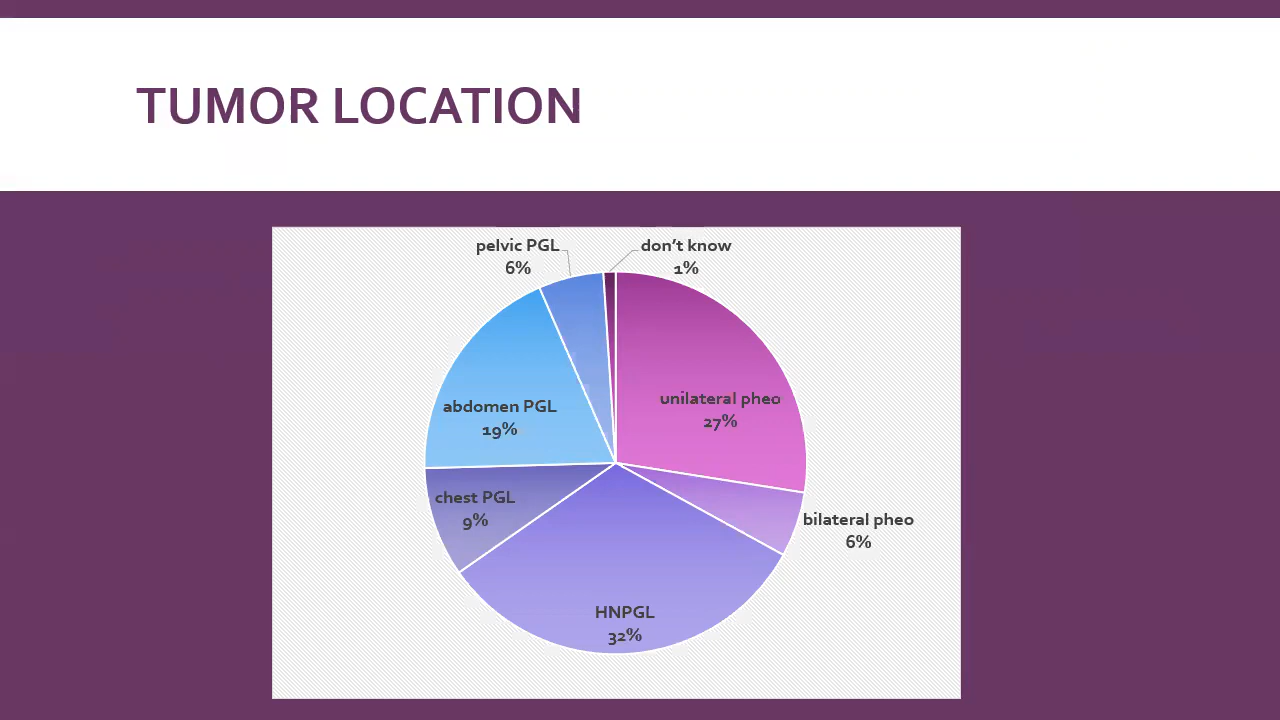 TUMOR LOCATION
pelvic PGL
6%
don't know
1%
unilateral pheo
27%
abdomen PGL
19%
chest PGL
9%
bilateral pheo
6%
HNPGL
32%